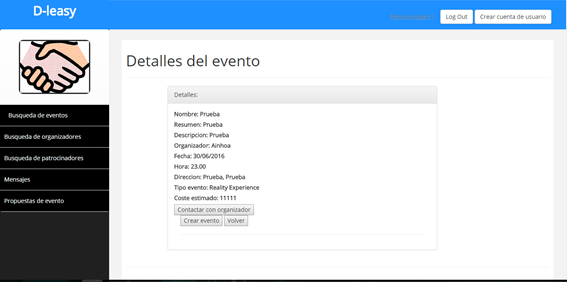 D-leasy
Log Out
Crear cuenta de usuario
Busqueda de eventos
Busqueda de organizadores
Busqueda de patrocinadores
Mensajes
Propuestas de evento
Detalles del evento
Detalles:
Nombre: Prueba
Resumen: Prueba
Descripcion: Prueba
Organizador: Ainhoa
Fecha: 30/06/2016
Hora: 23.00
Direccion: Prueba, Prueba
Tipo evento: Reality Experience
Coste estimado: 11111
Contactar con organizador
Crear evento
Volver